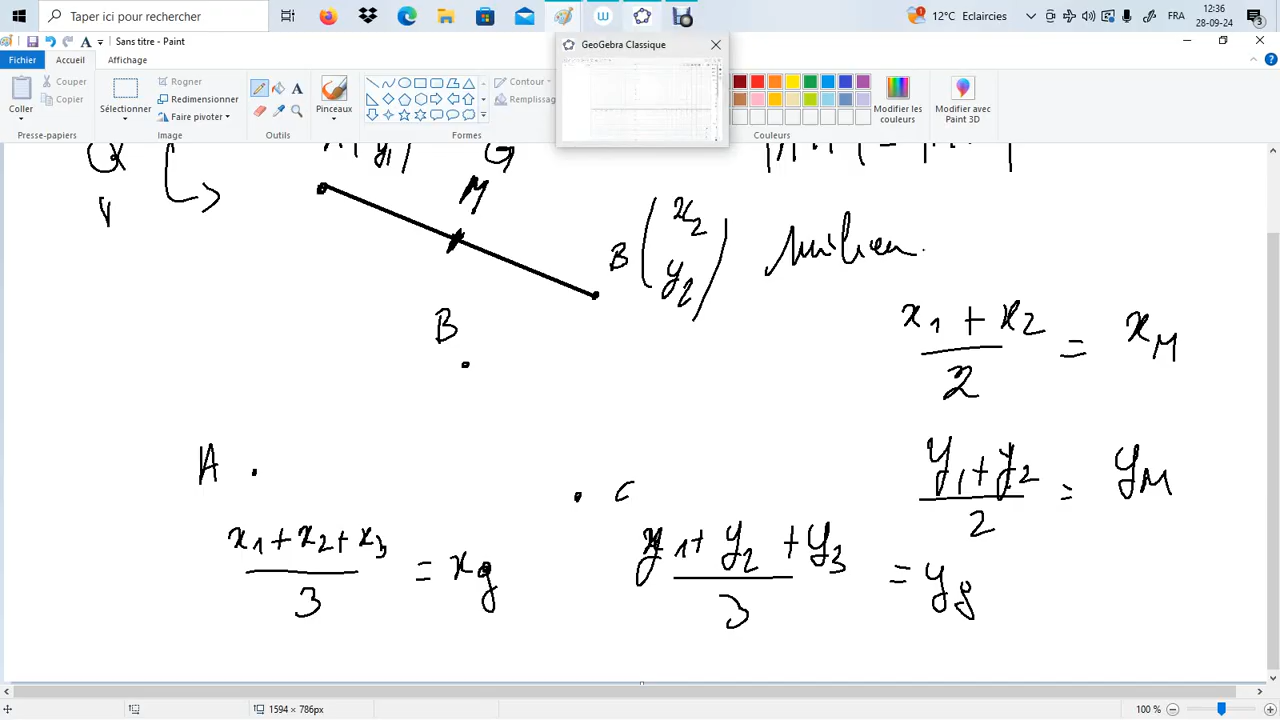 Taper ici pour rechercher
12°C Eclaircies
FRA
12:36
28-09-24
3
Sans titre - Paint
GeoGebra Classique
Fichier
Accueil
Affichage
Coller
Couper
Copier
Presse-papiers
Sélectionner
Rogner
Redimensionner
Faire pivoter
Image
Outils
Pinceaux
Formes
Contour
Remplissag
Couleurs
Modifier les couleurs
Modifier avec Paint 3D
M
B ( x2
y2 )
milieu.
B
x1 + x2
2
= xM
A
y1 + y2
2
= yM
C
x1 + x2 + x3
3
= xg
y1 + y2 + y3
3
= yg
1594 × 786px
100 %